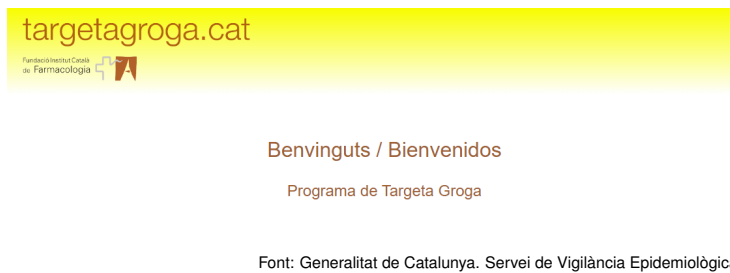 targetagroga.cat
Fundació Institut Català
de Farmacologia
Benvinguts / Bienvenidos
Programa de Targeta Groga
Font: Generalitat de Catalunya. Servei de Vigilància Epidemiològic